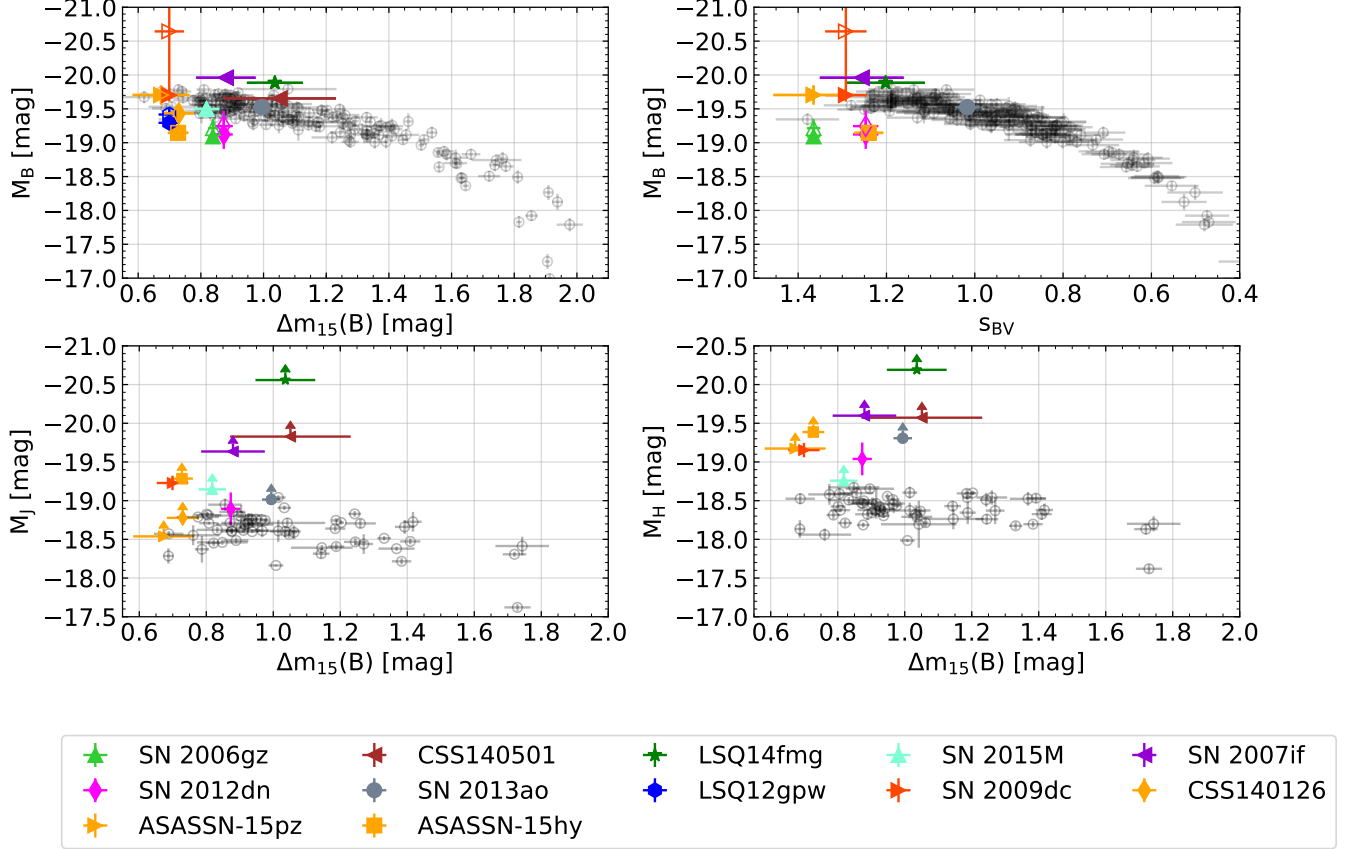 −21.0
−20.5
−20.0
−19.5
−19.0
−18.5
−18.0
−17.5
−17.0
M_B [mag]
0.6 0.8 1.0 1.2 1.4 1.6 1.8 2.0
Δm₁₅(B) [mag]
−21.0
−20.5
−20.0
−19.5
−19.0
−18.5
−18.0
−17.5
−17.0
M_B [mag]
1.4 1.2 1.0 0.8 0.6 0.4
s_BV
−21.0
−20.5
−20.0
−19.5
−19.0
−18.5
−18.0
−17.5
M_J [mag]
0.6 0.8 1.0 1.2 1.4 1.6 1.8 2.0
Δm₁₅(B) [mag]
−20.5
−20.0
−19.5
−19.0
−18.5
−18.0
−17.5
−17.0
M_H [mag]
0.6 0.8 1.0 1.2 1.4 1.6 1.8 2.0
Δm₁₅(B) [mag]
SN 2006gz CSS140501 LSQ14fmg SN 2015M SN 2007if
SN 2012dn SN 2013ao LSQ12gpw SN 2009dc CSS140126
ASASSN-15pz ASASSN-15hy